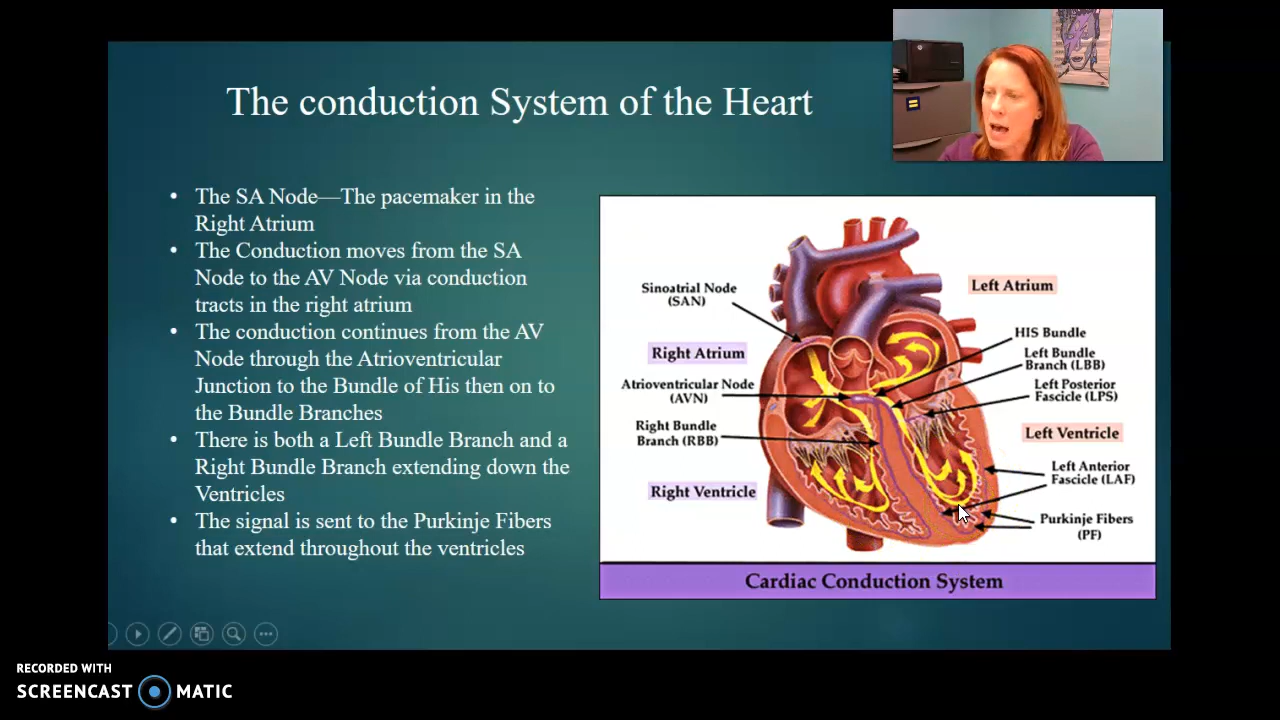 The conduction System of the Heart
• The SA Node—The pacemaker in the
Right Atrium
• The Conduction moves from the SA
Node to the AV Node via conduction
tracts in the right atrium
• The conduction continues from the AV
Node through the Atrioventricular
Junction to the Bundle of His then on to
the Bundle Branches
• There is both a Left Bundle Branch and a
Right Bundle Branch extending down the
Ventricles
• The signal is sent to the Purkinje Fibers
that extend throughout the ventricles
Sinoatrial Node
(SAN)
Right Atrium
Atrioventricular Node
(AVN)
Right Bundle
Branch (RBB)
Right Ventricle
Left Atrium
HIS Bundle
Left Bundle
Branch (LBB)
Left Posterior
Fascicle (LPS)
Left Ventricle
Left Anterior
Fascicle (LAF)
Purkinje Fibers
(PF)
Cardiac Conduction System
RECORDED WITH
SCREENCAST MATIC